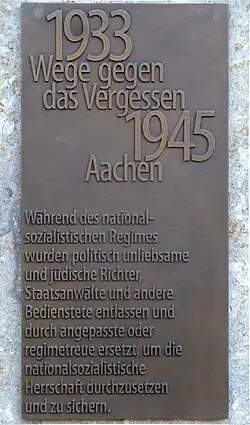 1933
Wege gegen
das Vergessen
1945
Aachen
Während des national-
sozialistischen Regimes
wurden politisch unliebsame
und jüdische Richter,
Staatsanwälte und andere
Bedienstete entlassen und
durch angepasste oder
regimetreue ersetzt, um die
nationalsozialistische
Herrschaft durchzusetzen
und zu sichern.